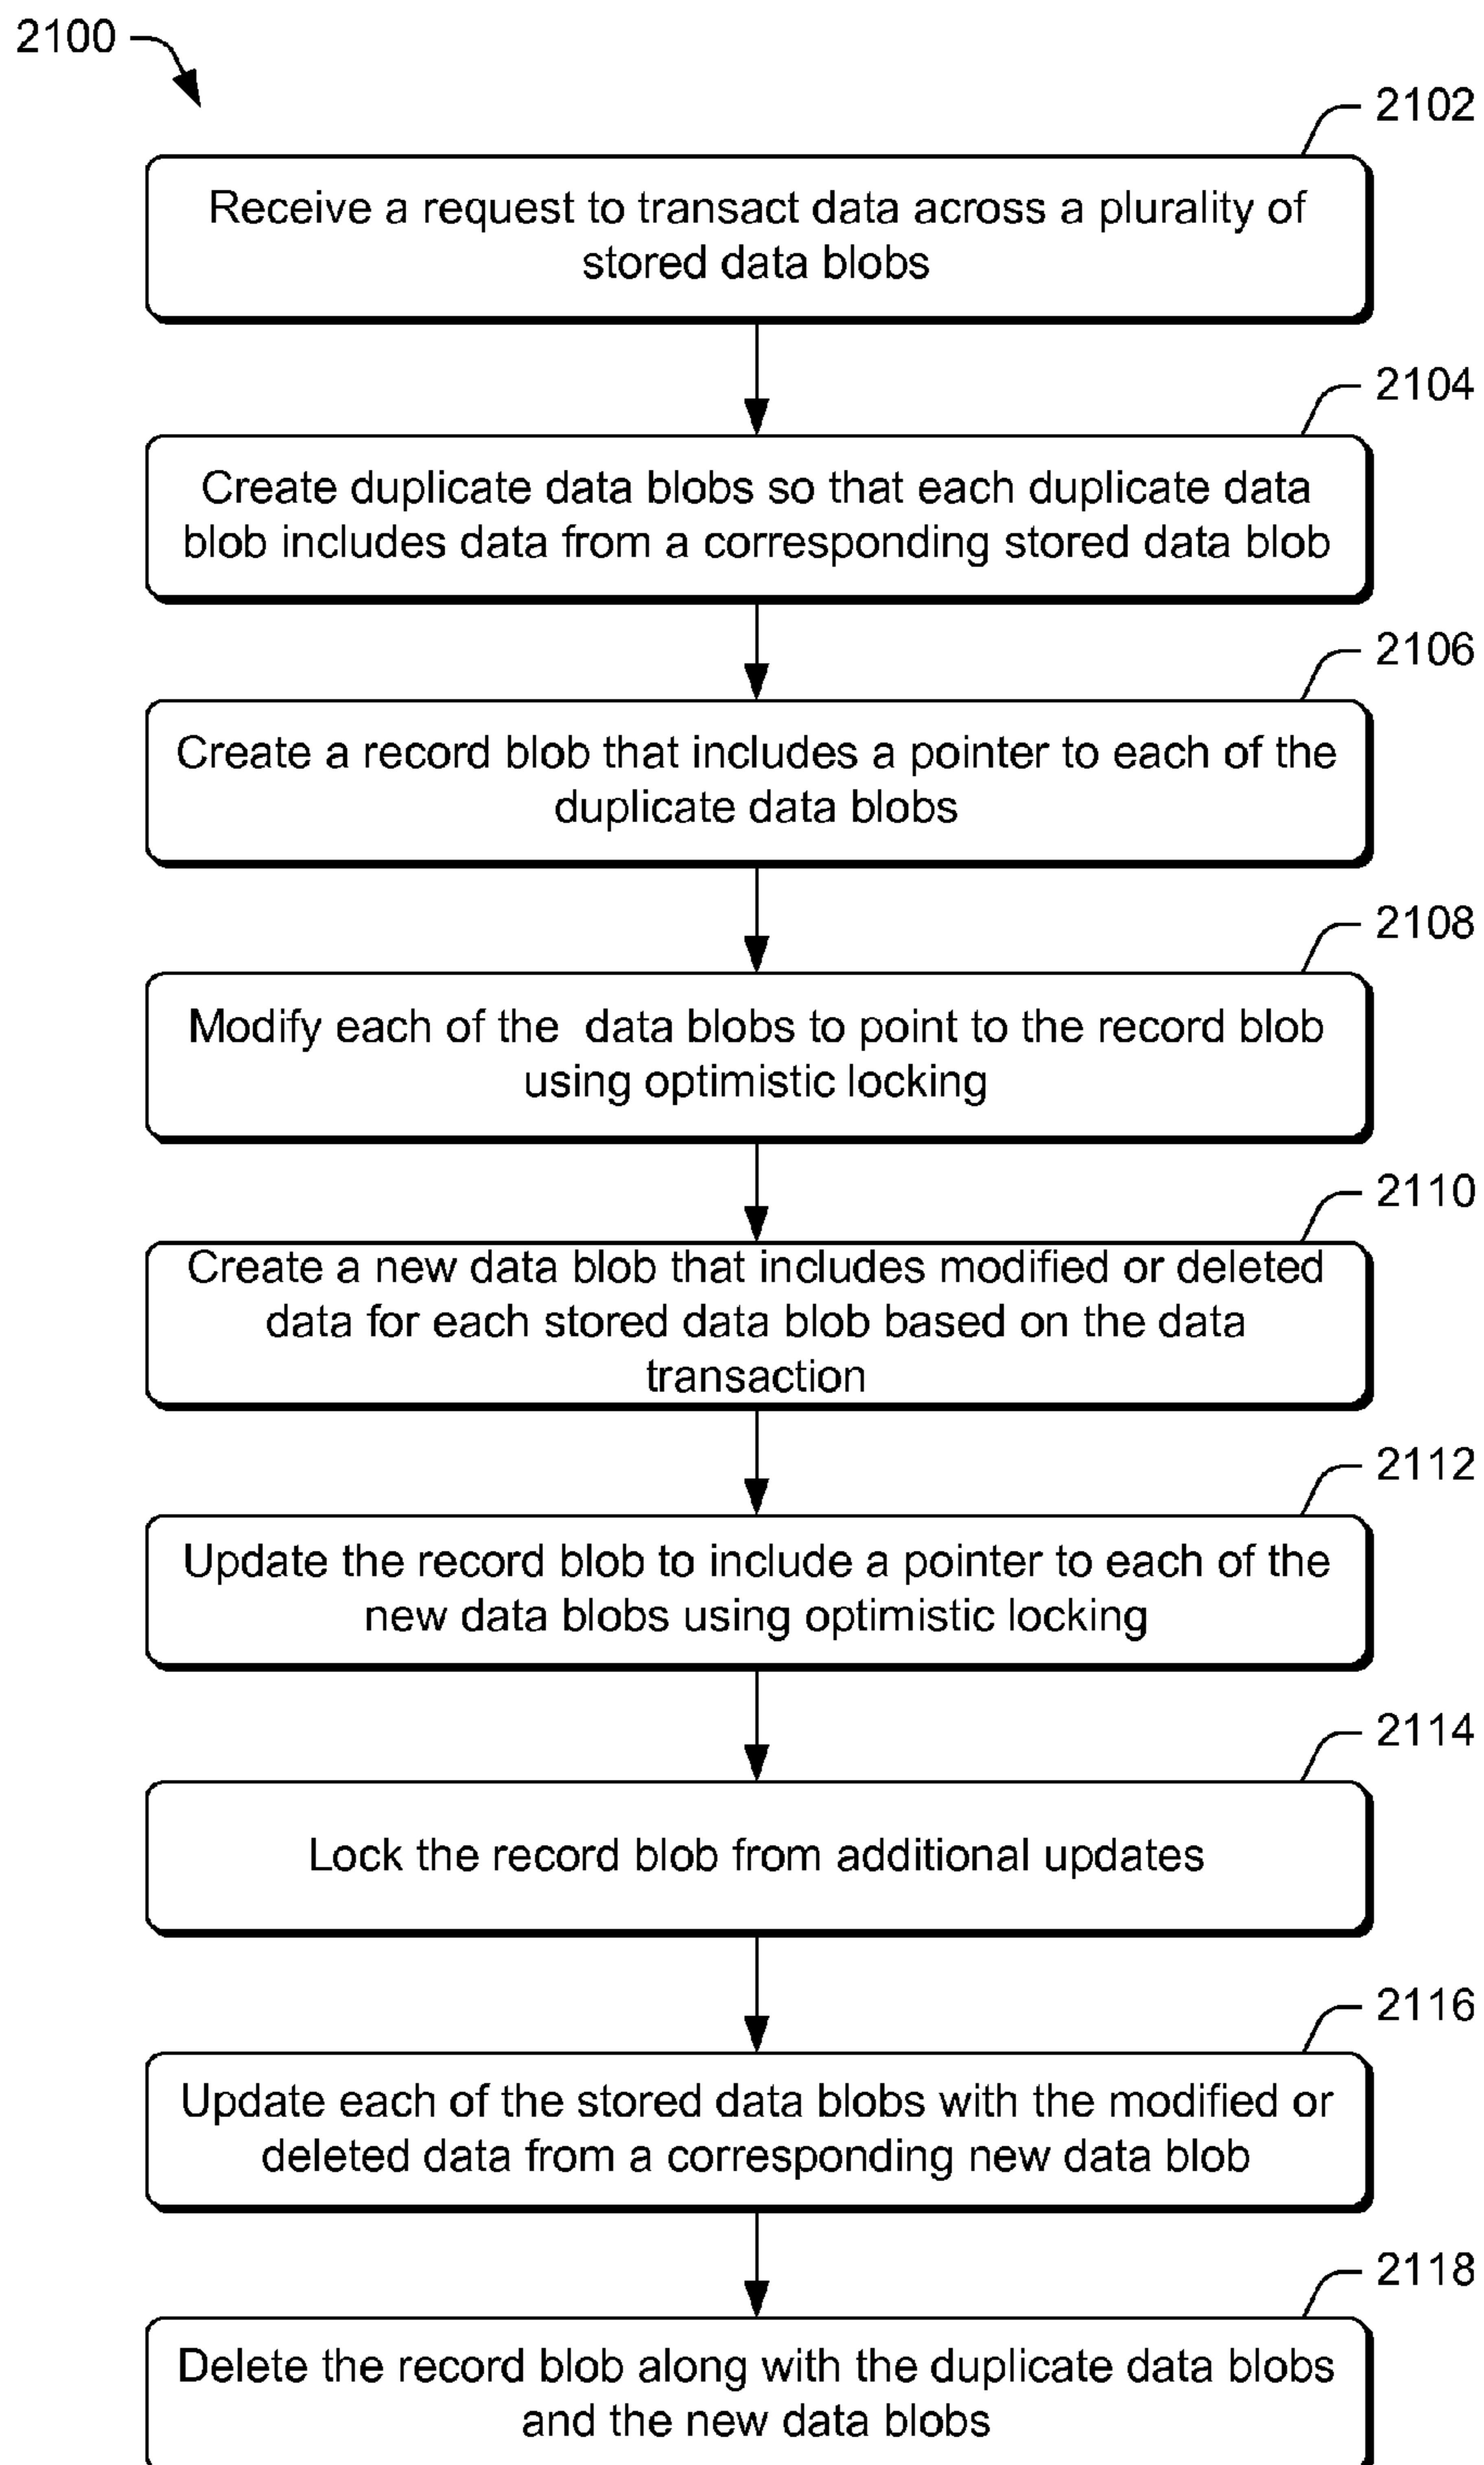 2100
2102
Receive a request to transact data across a plurality of
stored data blobs
2104
Create duplicate data blobs so that each duplicate data
blob includes data from a corresponding stored data blob
2106
Create a record blob that includes a pointer to each of the
duplicate data blobs
2108
Modify each of the data blobs to point to the record blob
using optimistic locking
2110
Create a new data blob that includes modified or deleted
data for each stored data blob based on the data
transaction
2112
Update the record blob to include a pointer to each of the
new data blobs using optimistic locking
2114
Lock the record blob from additional updates
2116
Update each of the stored data blobs with the modified or
deleted data from a corresponding new data blob
2118
Delete the record blob along with the duplicate data blobs
and the new data blobs